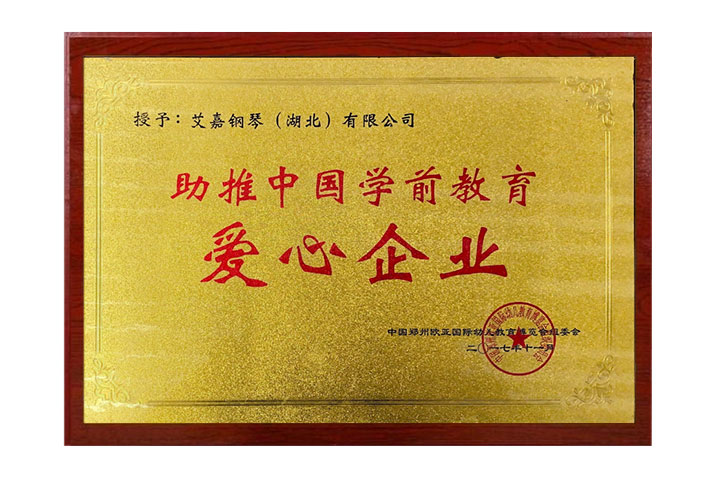 授予：艾嘉钢琴（湖北）有限公司
助推中国学前教育
爱心企业
中国郑州欧亚国际幼儿教育博览会组委会
二〇一七年十一月